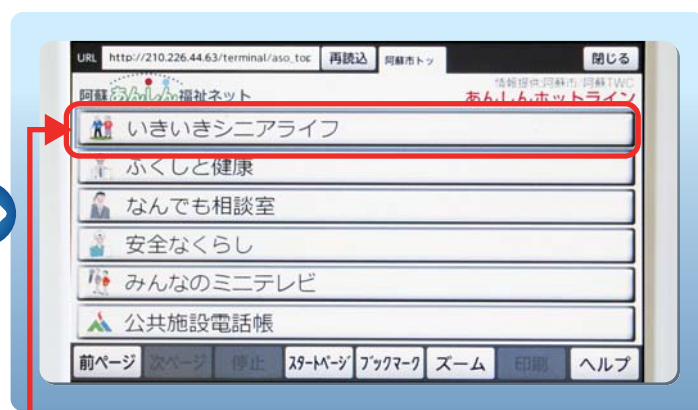 URL http://210.226.44.63/terminal/aso_toc 再読込 阿蘇市トッ 閉じる
情報提供:阿蘇市/阿蘇TWC
阿蘇あんしん福祉ネット あんしんホットライン
いきいきシニアライフ
ふくしと健康
なんでも相談室
安全なくらし
みんなのミニテレビ
公共施設電話帳
前ページ 次ページ 停止 スタートページ ブックマーク ズーム 印刷 ヘルプ